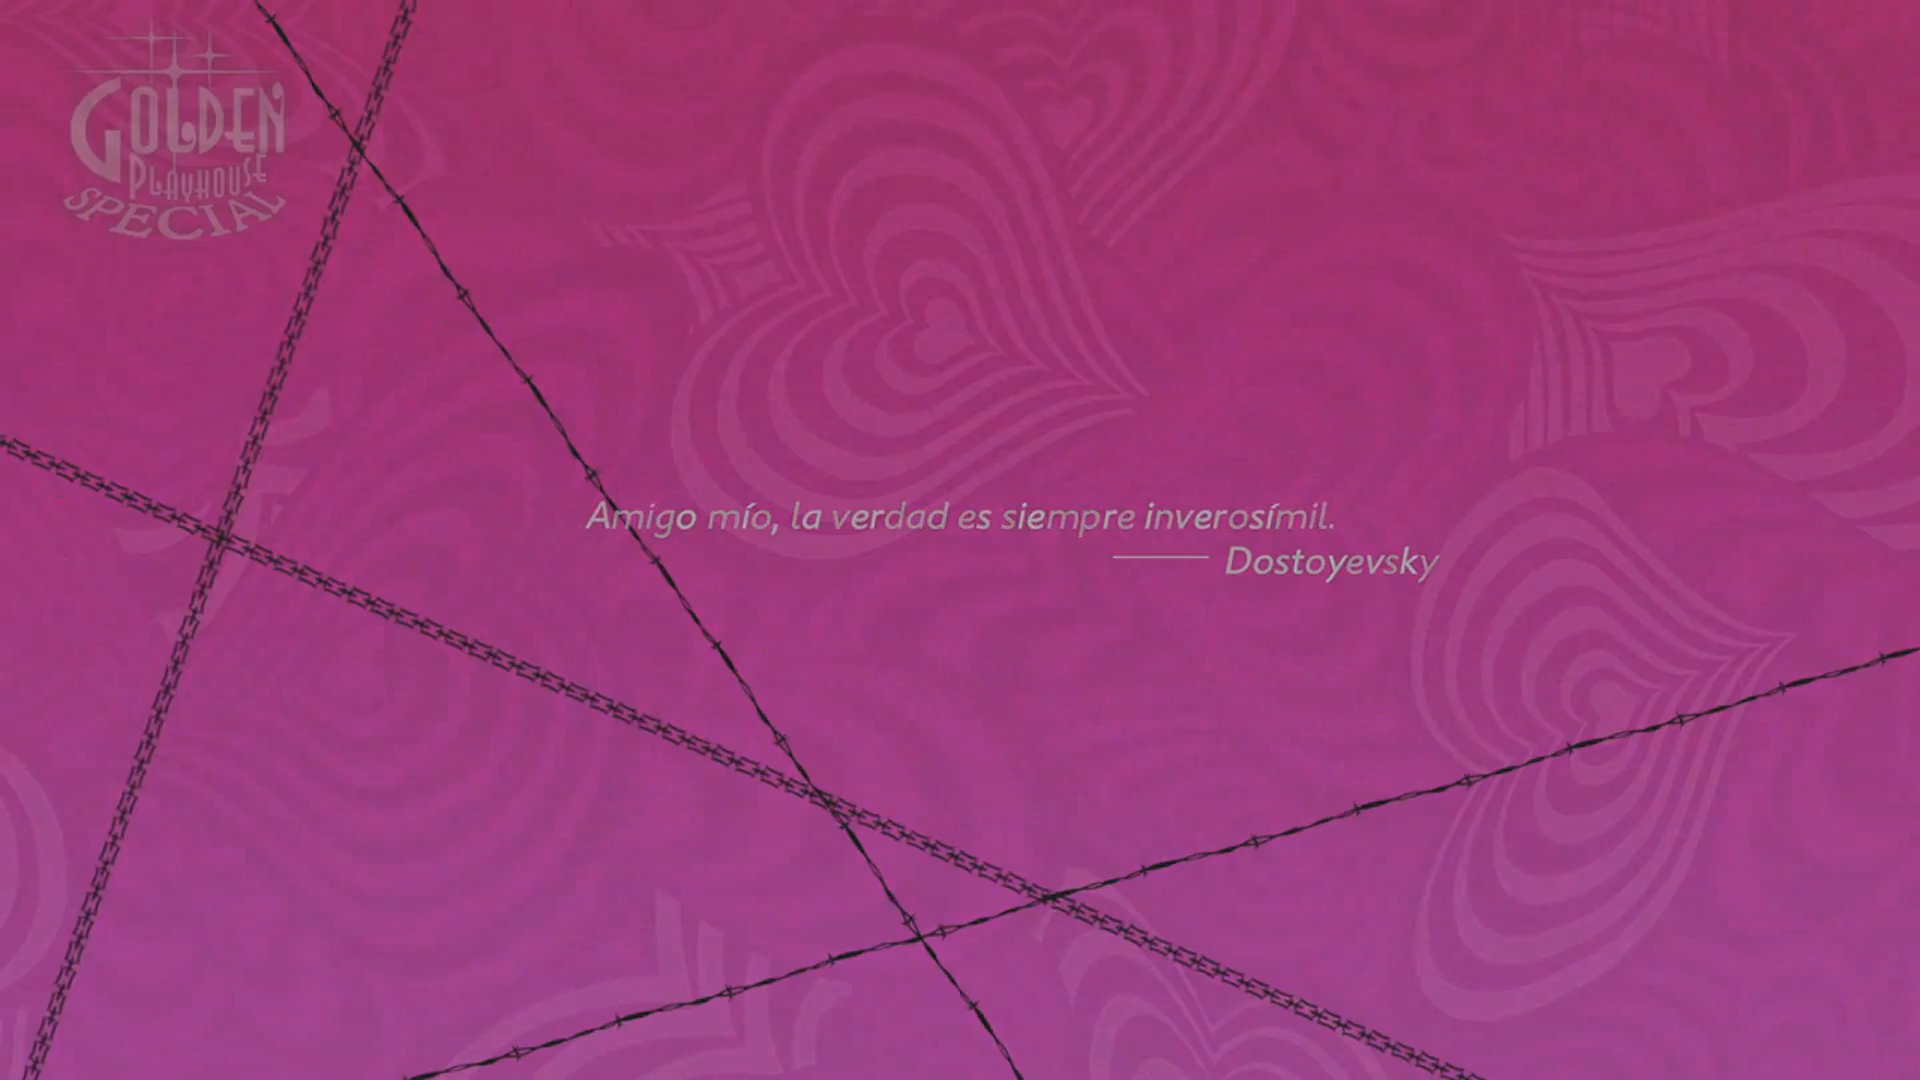 GOLDEN
PLAYHOUSE
SPECIAL
Amigo mío, la verdad es siempre inverosímil.
Dostoyevsky